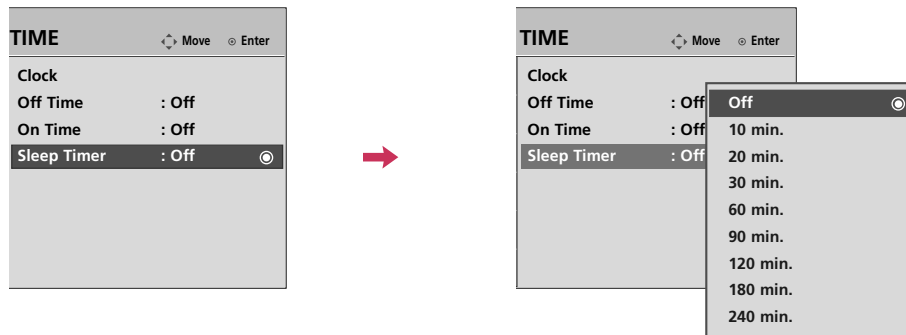 TIME Move Enter
Clock
Off Time : Off
On Time : Off
Sleep Timer : Off
TIME Move Enter
Clock
Off Time : Off
On Time : Off
Sleep Timer : Off
Off
10 min.
20 min.
30 min.
60 min.
90 min.
120 min.
180 min.
240 min.